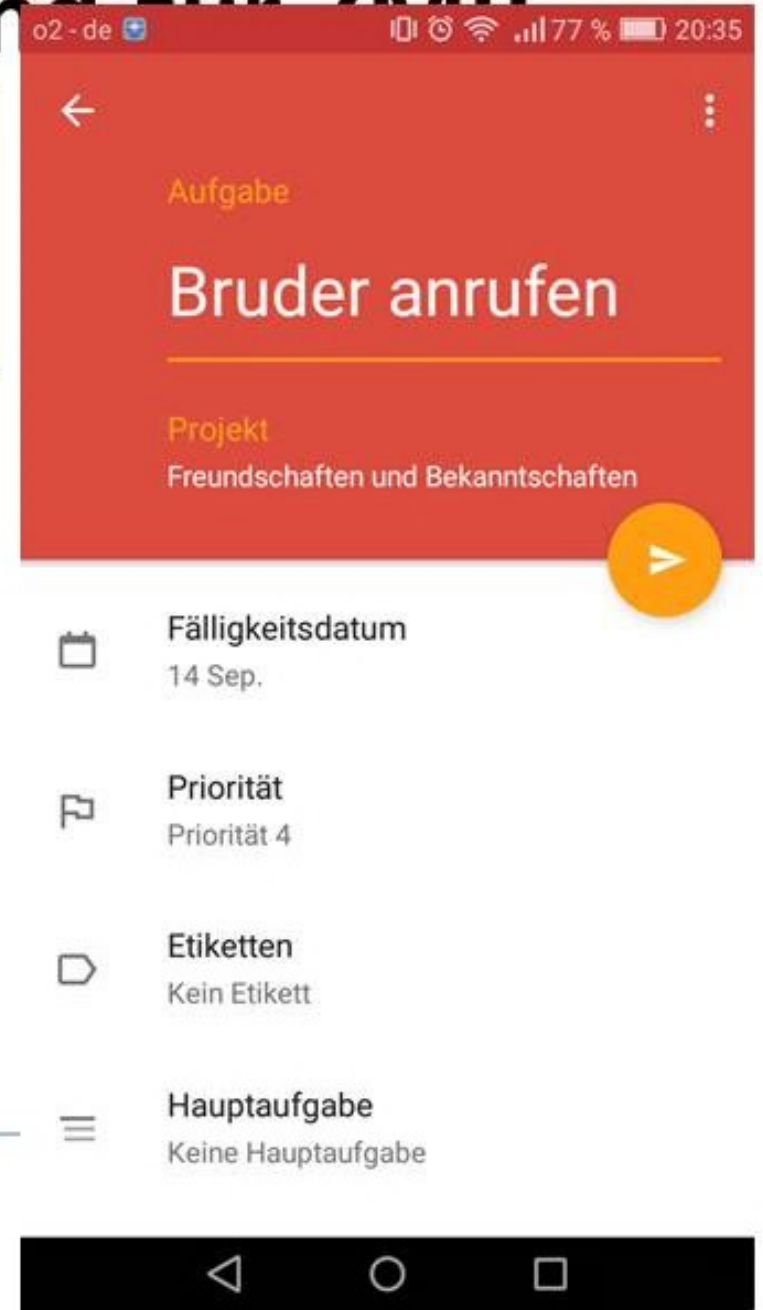 o2 - de 77 % 20:35
Aufgabe
Bruder anrufen
Projekt
Freundschaften und Bekanntschaften
Fälligkeitsdatum
14 Sep.
Priorität
Priorität 4
Etiketten
Kein Etikett
Hauptaufgabe
Keine Hauptaufgabe